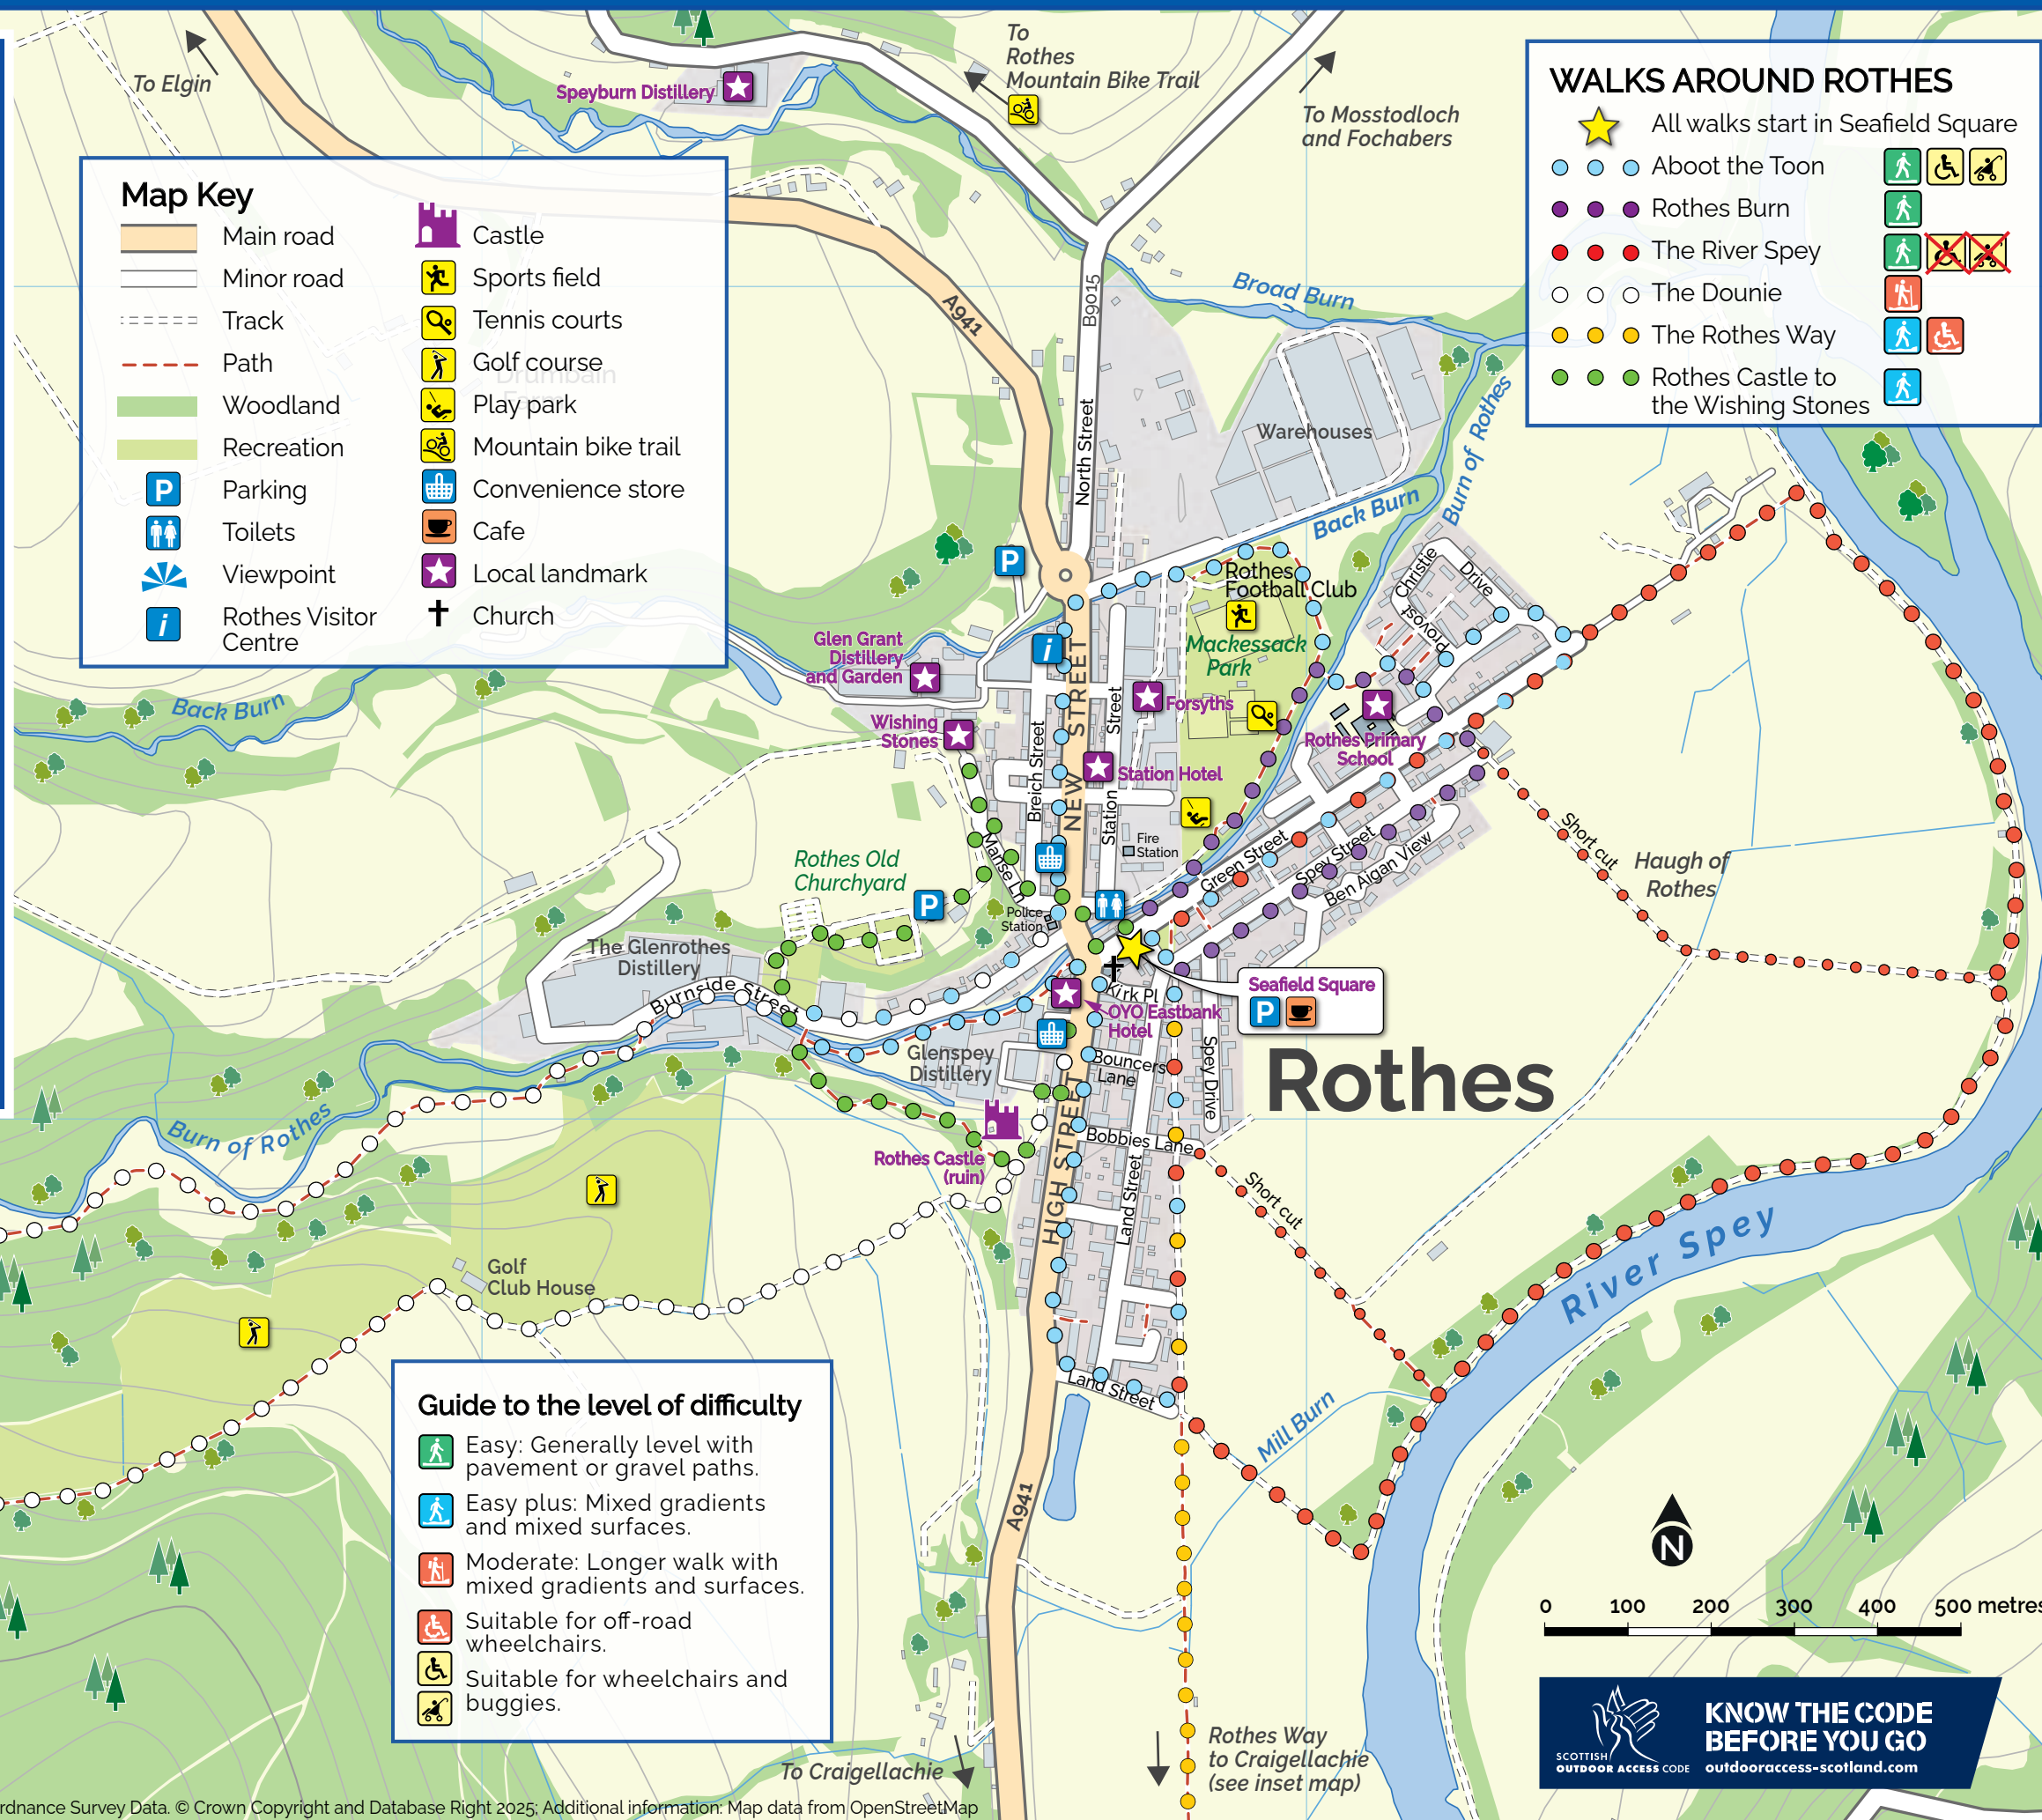 To Elgin
Speyburn Distillery
To
Rothes
Mountain Bike Trail
To Mosstodloch
and Fochabers
WALKS AROUND ROTHES
All walks start in Seafield Square
Aboot the Toon
Rothes Burn
The River Spey
The Dounie
The Rothes Way
Rothes Castle to
the Wishing Stones
Map Key
Main road
Minor road
Track
Path
Woodland
Recreation
P
Parking
Toilets
Viewpoint
i
Rothes Visitor
Centre
Castle
Sports field
Tennis courts
Golf course
Play park
Mountain bike trail
Convenience store
Cafe
Local landmark
Church
Drumbain
A941
B9015
North Street
Broad Burn
Warehouses
Back Burn
Burn of Rothes
P
Rothes
Football Club
Mackessack
Park
Christie
Drive
Provost
i
Glen Grant
Distillery
and Garden
Back Burn
Wishing
Stones
NEW STREET
Breich Street
Station Street
Forsyths
Station Hotel
Rothes Primary
School
Fire
Station
Manse L
Green Street
Spey Street
Ben Aigan View
Short cut
Haugh of
Rothes
Rothes Old
Churchyard
P
Police
Station
The Glenrothes
Distillery
Burnside Street
Kirk Pl
Seafield Square
P
OYO Eastbank
Hotel
Glenspey
Distillery
Bouncers
Lane
Spey Drive
Rothes
Burn of Rothes
Rothes Castle
(ruin)
HIGH STREET
Bobbies Lane
Land Street
Short cut
River Spey
Golf
Club House
Land Street
Mill Burn
A941
Guide to the level of difficulty
Easy: Generally level with
pavement or gravel paths.
Easy plus: Mixed gradients
and mixed surfaces.
Moderate: Longer walk with
mixed gradients and surfaces.
Suitable for off-road
wheelchairs.
Suitable for wheelchairs and
buggies.
N
0 100 200 300 400 500 metres
To Craigellachie
Rothes Way
to Craigellachie
(see inset map)
SCOTTISH
OUTDOOR ACCESS CODE
KNOW THE CODE
BEFORE YOU GO
outdooraccess-scotland.com
rdnance Survey Data. © Crown Copyright and Database Right 2025; Additional information: Map data from OpenStreetMap